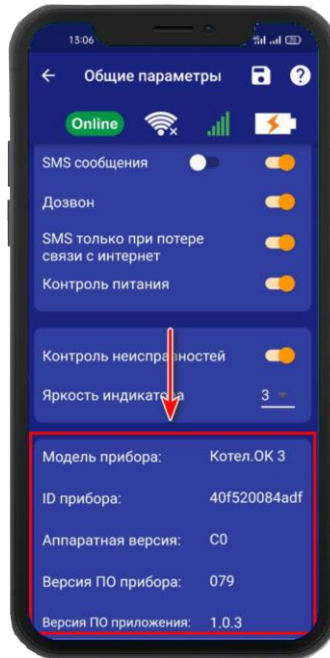 13:06
Общие параметры
Online
SMS сообщения
Дозвон
SMS только при потере
связи с интернет
Контроль питания
Контроль неисправностей
Яркость индикатора 3
Модель прибора: Котел.ОК 3
ID прибора: 40f520084adf
Аппаратная версия: C0
Версия ПО прибора: 079
Версия ПО приложения: 1.0.3